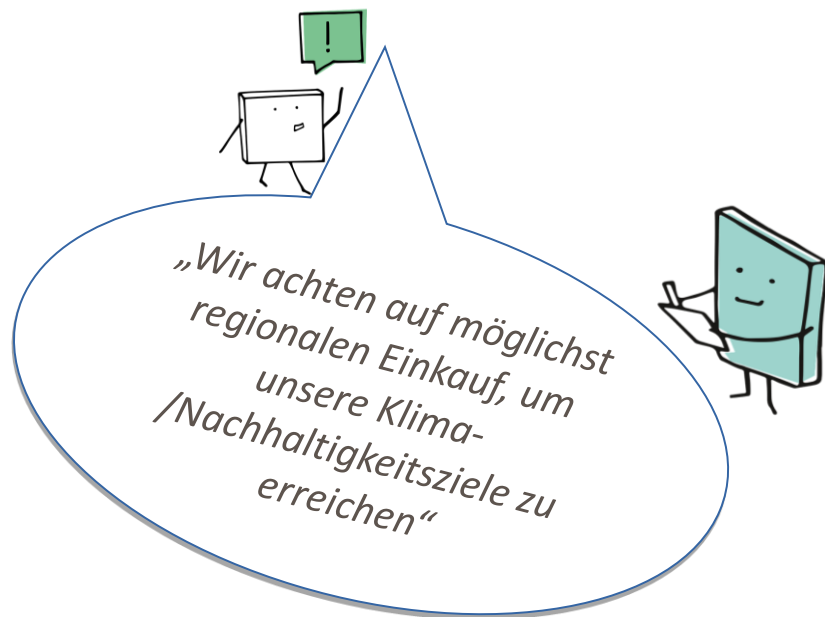 !
„Wir achten auf möglichst
regionalen Einkauf, um
unsere Klima-
/Nachhaltigkeitsziele zu
erreichen“